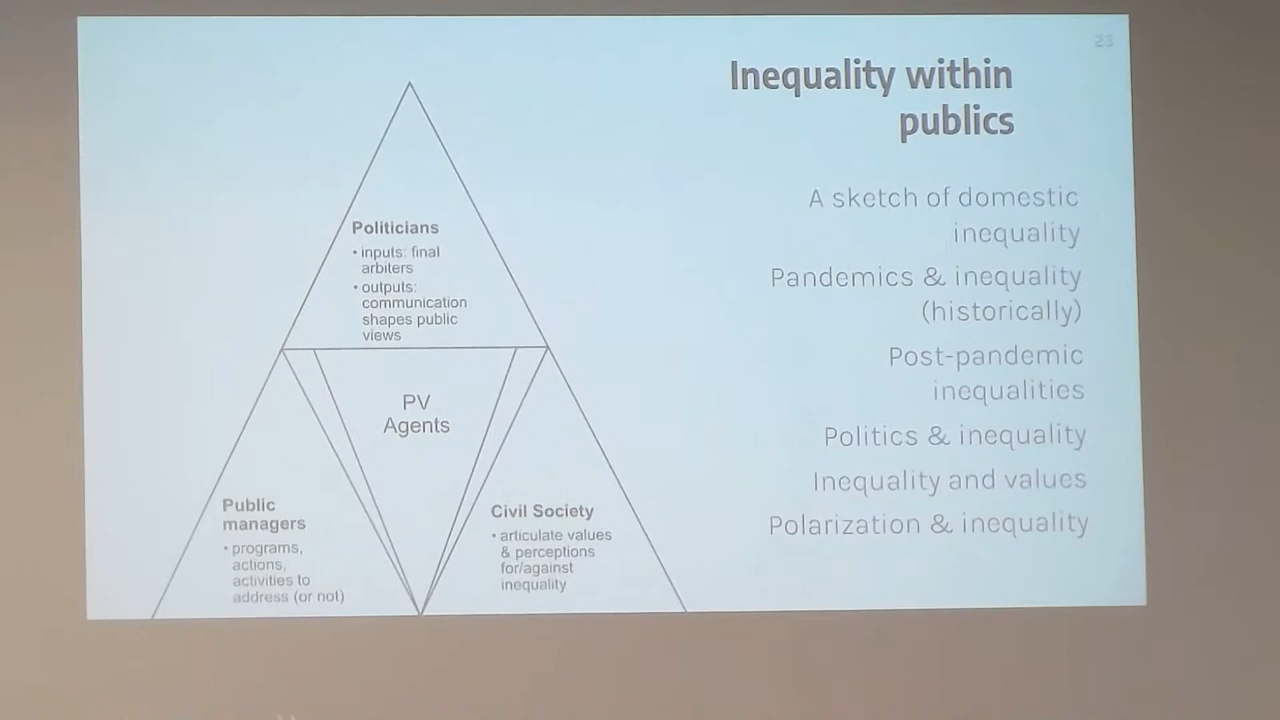 23
Inequality within
publics
A sketch of domestic
inequality
Pandemics & inequality
(historically)
Post-pandemic
inequalities
Politics & inequality
Inequality and values
Polarization & inequality
Politicians
• inputs: final
arbiters
• outputs:
communication
shapes public
views
PV
Agents
Public
managers
• programs,
actions,
activities to
address (or not)
Civil Society
• articulate values
& perceptions
for/against
inequality